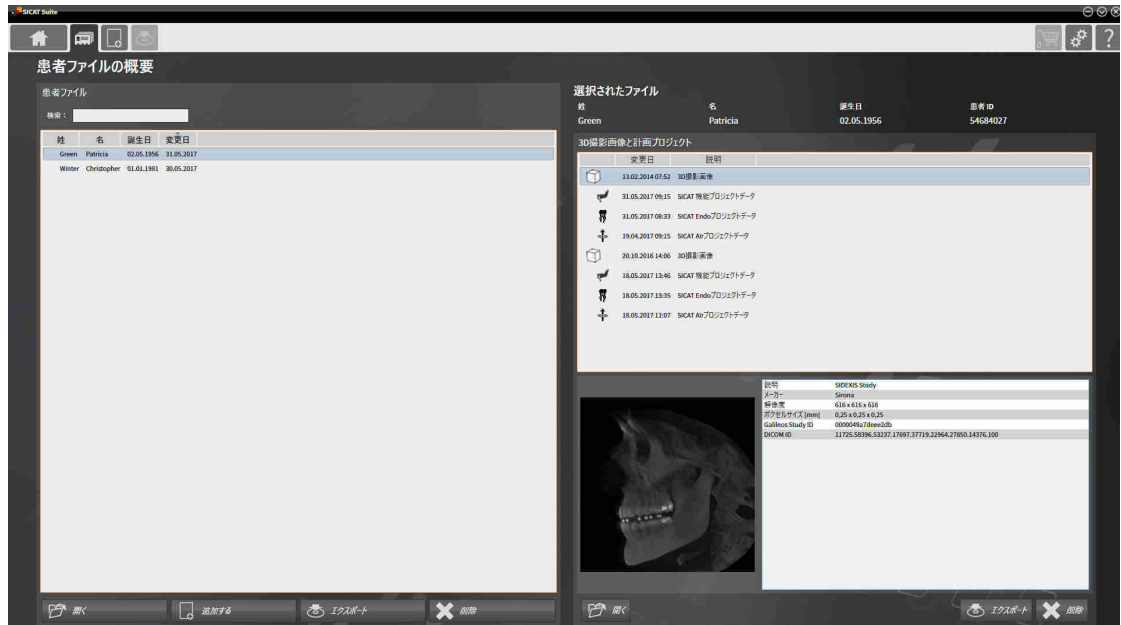 SICAT Suite
患者ファイルの概要
患者ファイル
検索：
姓 名 誕生日 変更日
Green Patricia 02.05.1956 31.05.2017
Winter Christopher 01.01.1981 30.05.2017
開く 追加する エクスポート 削除
選択されたファイル
姓 名 誕生日 患者 ID
Green Patricia 02.05.1956 54684027
3D撮影画像と計画プロジェクト
変更日 説明
13.02.2014 07:52 3D撮影画像
31.05.2017 09:15 SICAT 機能プロジェクトデータ
31.05.2017 08:33 SICAT Endoプロジェクトデータ
19.04.2017 09:15 SICAT Airプロジェクトデータ
20.10.2016 14:06 3D撮影画像
18.05.2017 13:46 SICAT 機能プロジェクトデータ
18.05.2017 13:35 SICAT Endoプロジェクトデータ
18.05.2017 11:07 SICAT Airプロジェクトデータ
説明 SIDEXIS Study
メーカー Sirona
解像度 616 x 616 x 616
ボクセルサイズ [mm] 0,25 x 0,25 x 0,25
Galileos Study ID 0000049a7deee2db
DICOM ID 11725.58396.53237.17697.37719.22964.27850.14376.100
開く エクスポート 削除